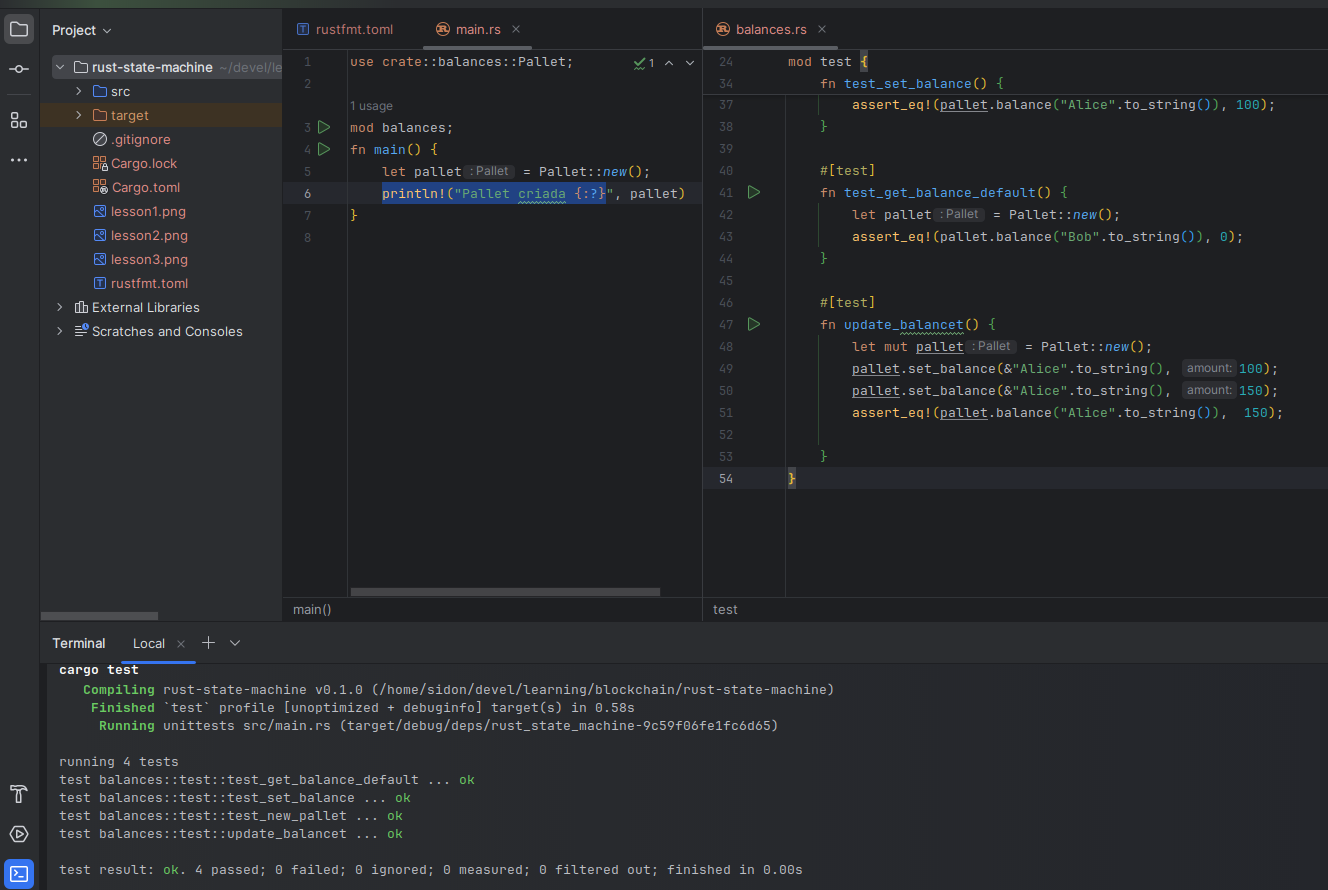 Project
rust-state-machine ~/devel/le
src
target
.gitignore
Cargo.lock
Cargo.toml
lesson1.png
lesson2.png
lesson3.png
rustfmt.toml
External Libraries
Scratches and Consoles
rustfmt.toml
main.rs
1 use crate::balances::Pallet;
1
2
1 usage
3 mod balances;
4 fn main() {
5 let pallet : Pallet = Pallet::new();
6 println!("Pallet criada {:?}", pallet)
7 }
8
main()
balances.rs
24 mod test {
34 fn test_set_balance() {
37 assert_eq!(pallet.balance("Alice".to_string()), 100);
38 }
39
40 #[test]
41 fn test_get_balance_default() {
42 let pallet : Pallet = Pallet::new();
43 assert_eq!(pallet.balance("Bob".to_string()), 0);
44 }
45
46 #[test]
47 fn update_balancet() {
48 let mut pallet : Pallet = Pallet::new();
49 pallet.set_balance(&"Alice".to_string(), amount: 100);
50 pallet.set_balance(&"Alice".to_string(), amount: 150);
51 assert_eq!(pallet.balance("Alice".to_string()),  150);
52
53 }
54 }
test
Terminal Local
cargo test
Compiling rust-state-machine v0.1.0 (/home/sidon/devel/learning/blockchain/rust-state-machine)
Finished `test` profile [unoptimized + debuginfo] target(s) in 0.58s
Running unittests src/main.rs (target/debug/deps/rust_state_machine-9c59f06fe1fc6d65)
running 4 tests
test balances::test::test_get_balance_default ... ok
test balances::test::test_set_balance ... ok
test balances::test::test_new_pallet ... ok
test balances::test::update_balancet ... ok
test result: ok. 4 passed; 0 failed; 0 ignored; 0 measured; 0 filtered out; finished in 0.00s